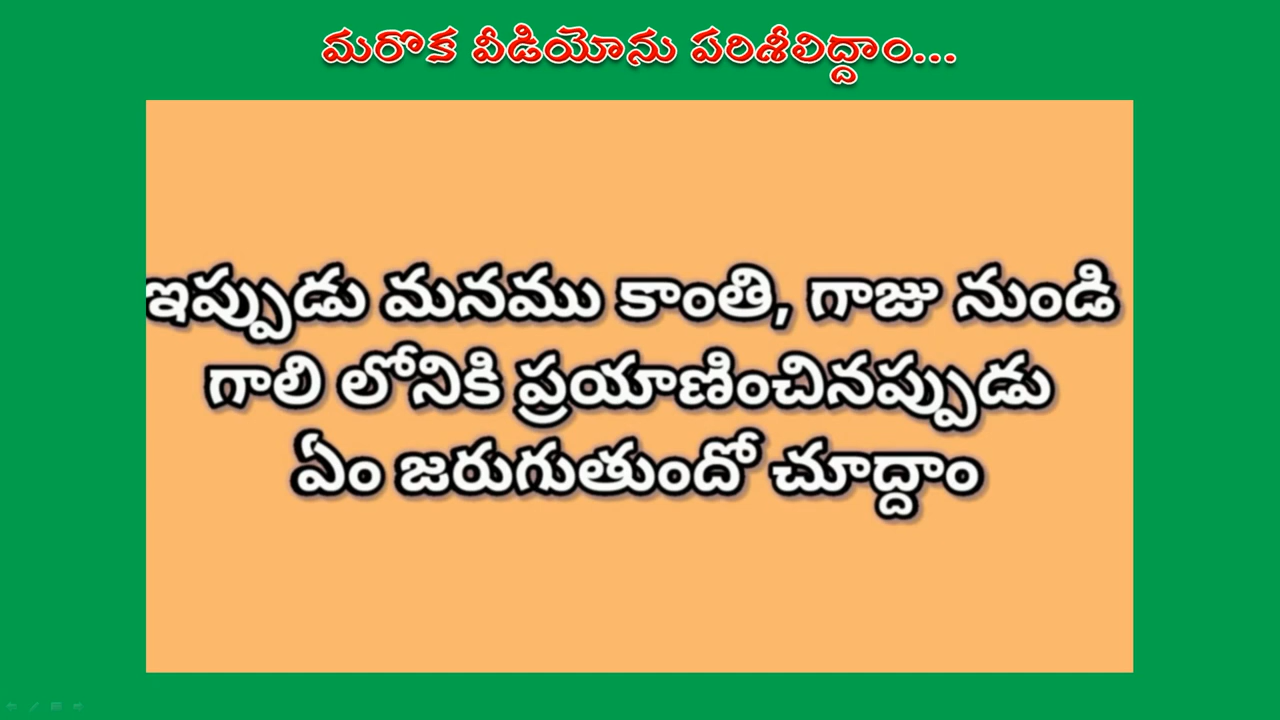 మరొక వీడియోను పరిశీలిద్దాం...
ఇప్పుడు మనము కాంతి, గాజు నుండి
గాలి లోనికి ప్రయాణించినప్పుడు
ఏం జరుగుతుందో చూద్దాం